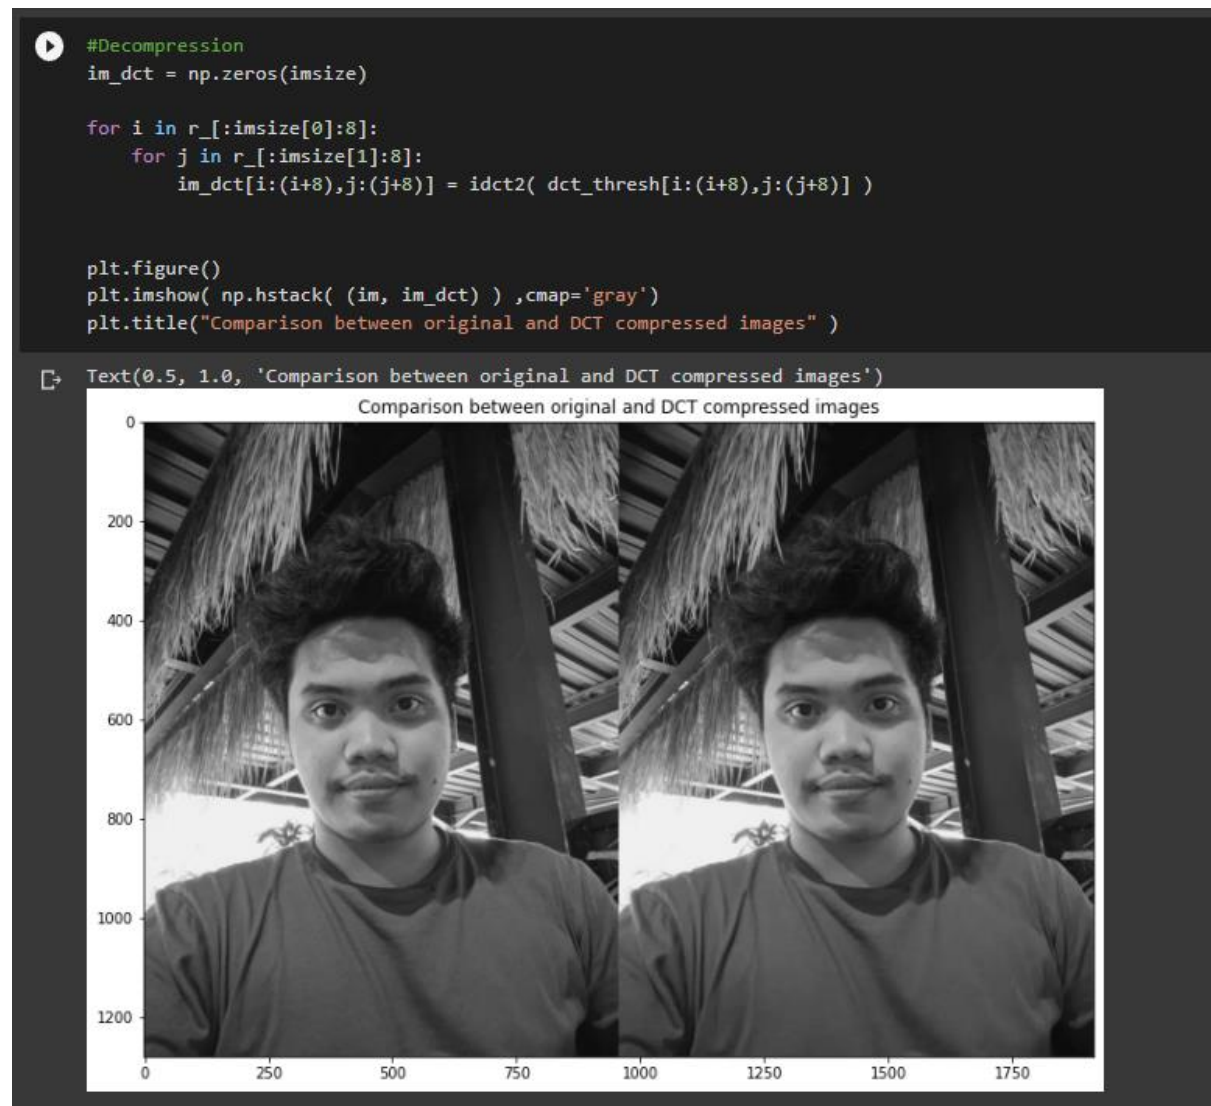 #Decompression
im_dct = np.zeros(imsize)
for i in r_[:imsize[0]:8]:
    for j in r_[:imsize[1]:8]:
        im_dct[i:(i+8),j:(j+8)] = idct2( dct_thresh[i:(i+8),j:(j+8)] )
plt.figure()
plt.imshow( np.hstack( (im, im_dct) ) ,cmap='gray')
plt.title("Comparison between original and DCT compressed images" )
Text(0.5, 1.0, 'Comparison between original and DCT compressed images')
Comparison between original and DCT compressed images
0
200
400
600
800
1000
1200
0 250 500 750 1000 1250 1500 1750